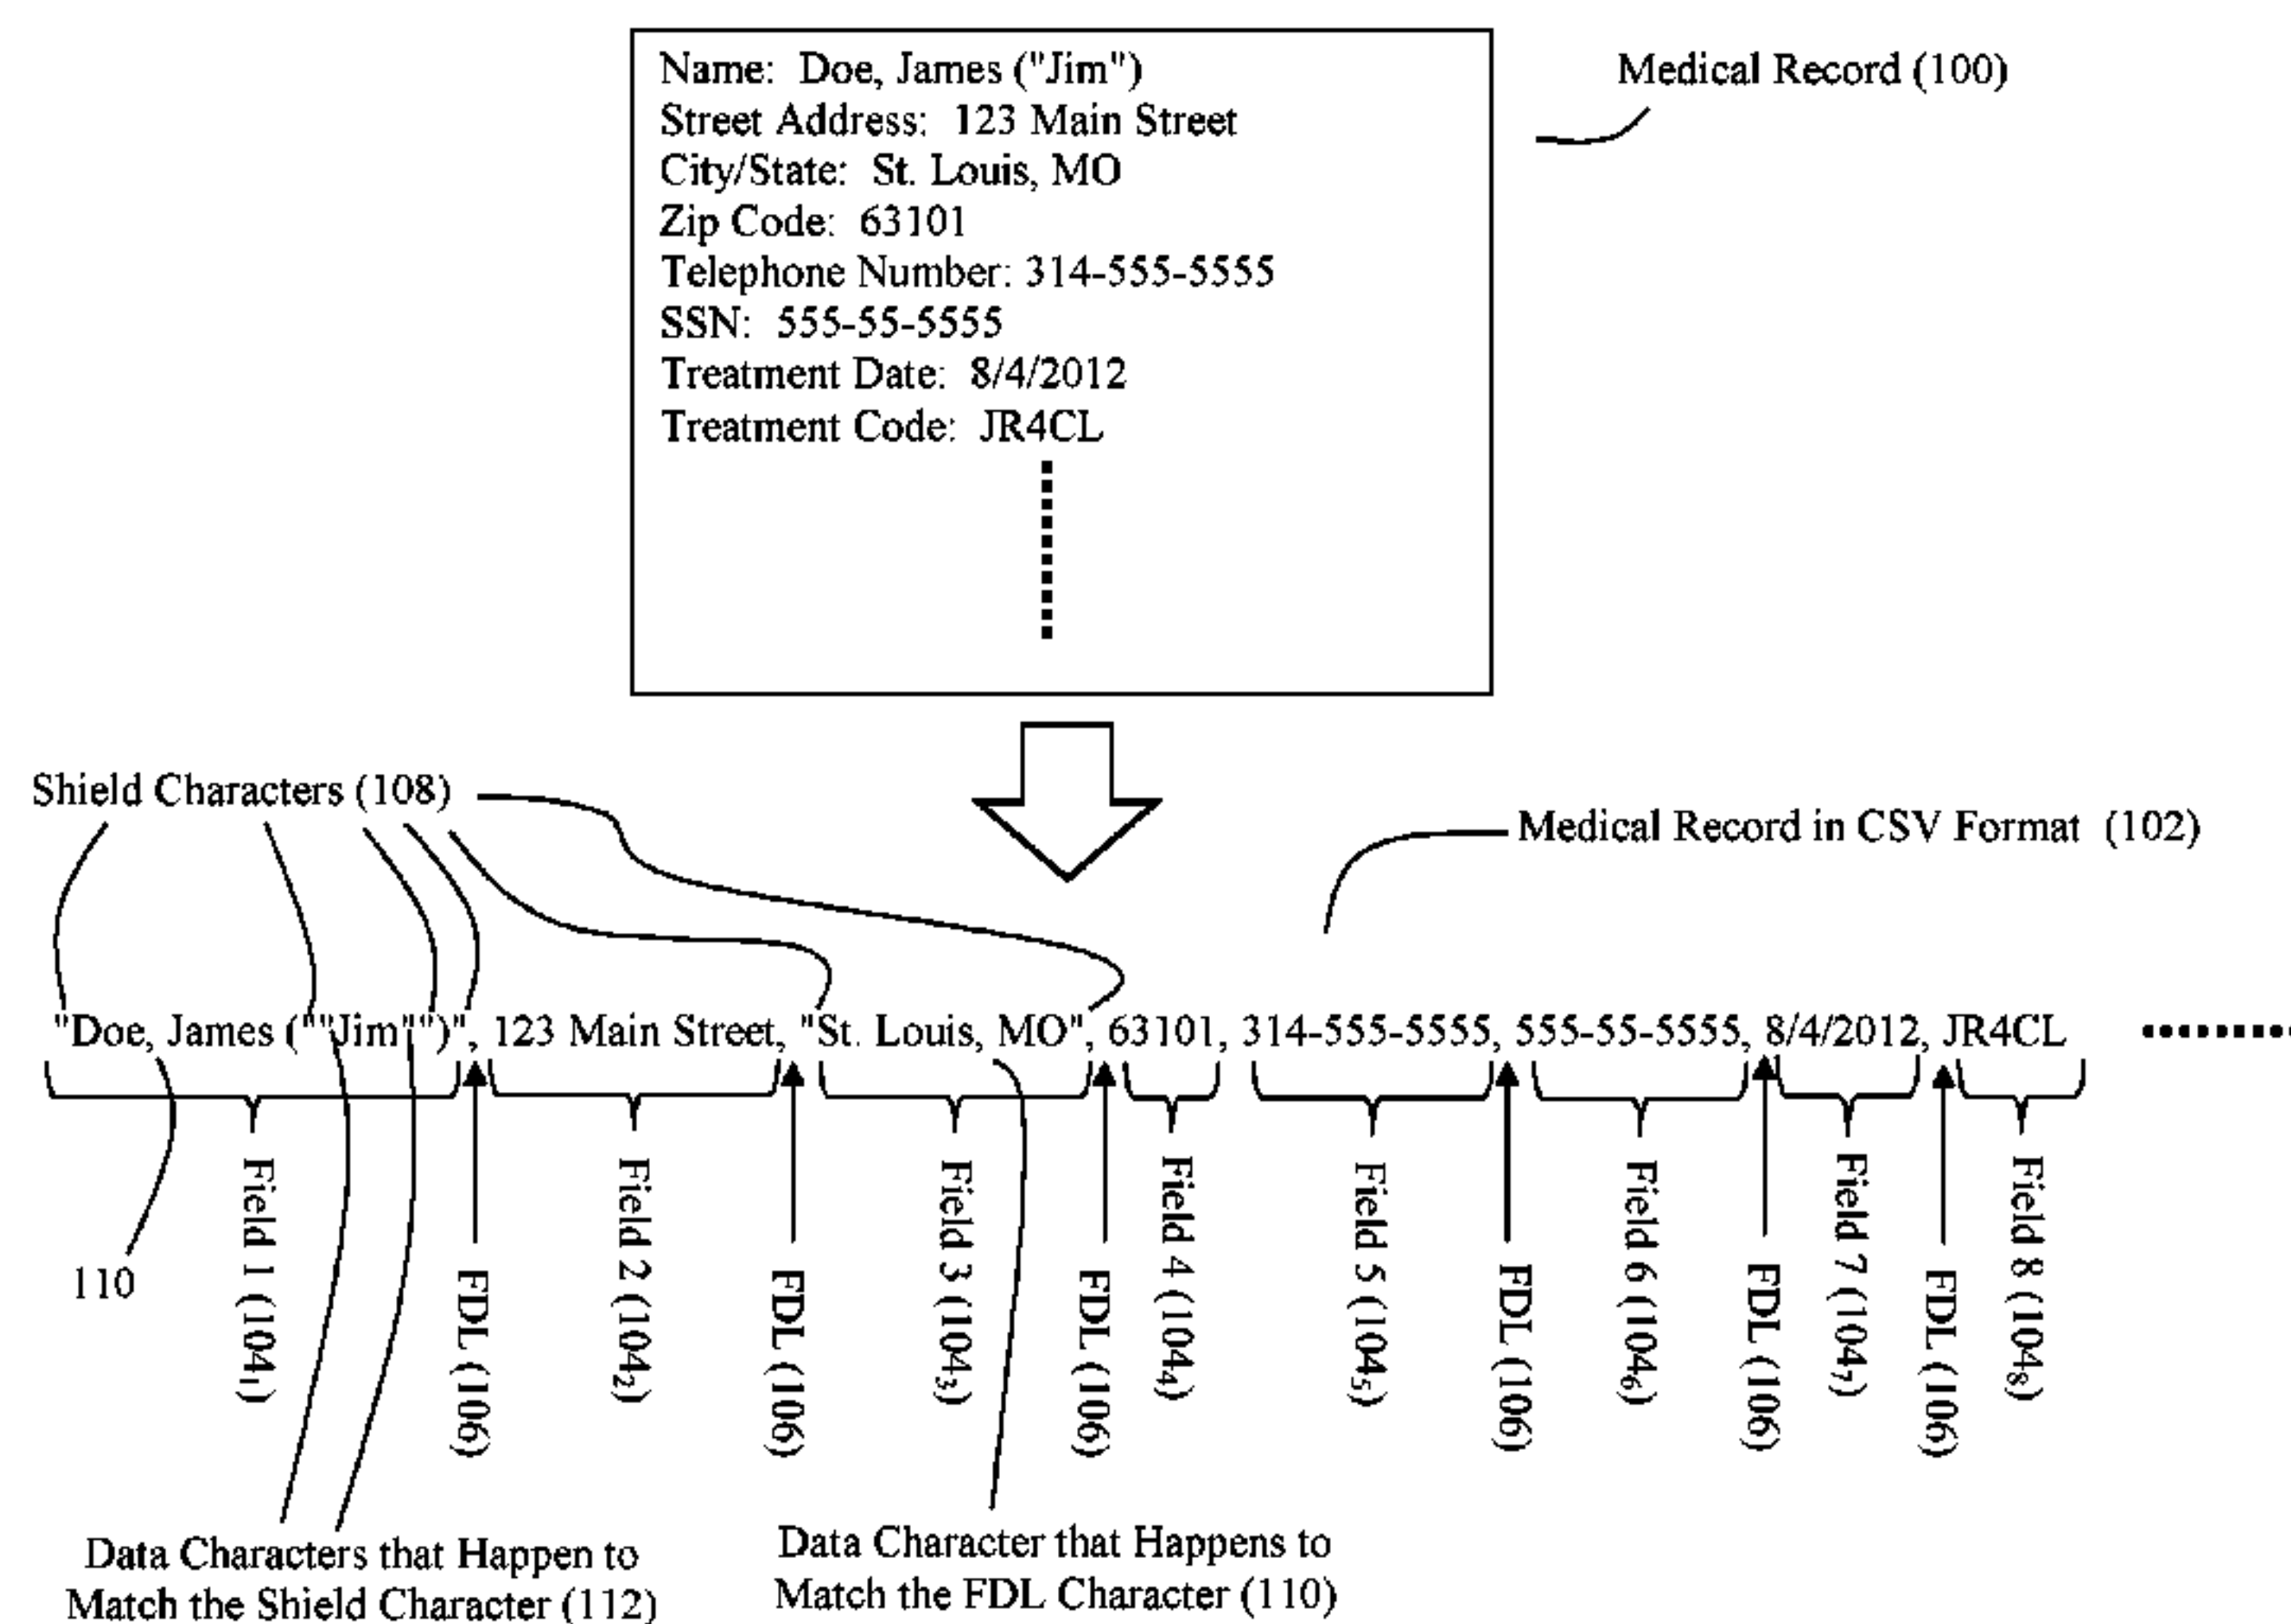 Name: Doe, James ("Jim")
Medical Record (100)
Street Address: 123 Main Street
City/State: St. Louis, MO
Zip Code: 63101
Telephone Number: 314-555-5555
SSN: 555-55-5555
Treatment Date: 8/4/2012
Treatment Code: JR4CL
Shield Characters (108)
Medical Record in CSV Format (102)
"Doe, James (""Jim"")", 123 Main Street, "St. Louis, MO", 63101, 314-555-5555, 555-55-5555, 8/4/2012, JR4CL
110
Field 1 (104₁)
FDL (106)
Field 2 (104₂)
FDL (106)
Field 3 (104₃)
FDL (106)
Field 4 (104₄)
Field 5 (104₅)
FDL (106)
Field 6 (104₆)
FDL (106)
Field 7 (104₇)
FDL (106)
Field 8 (104₈)
Data Characters that Happen to
Match the Shield Character (112)
Data Character that Happens to
Match the FDL Character (110)